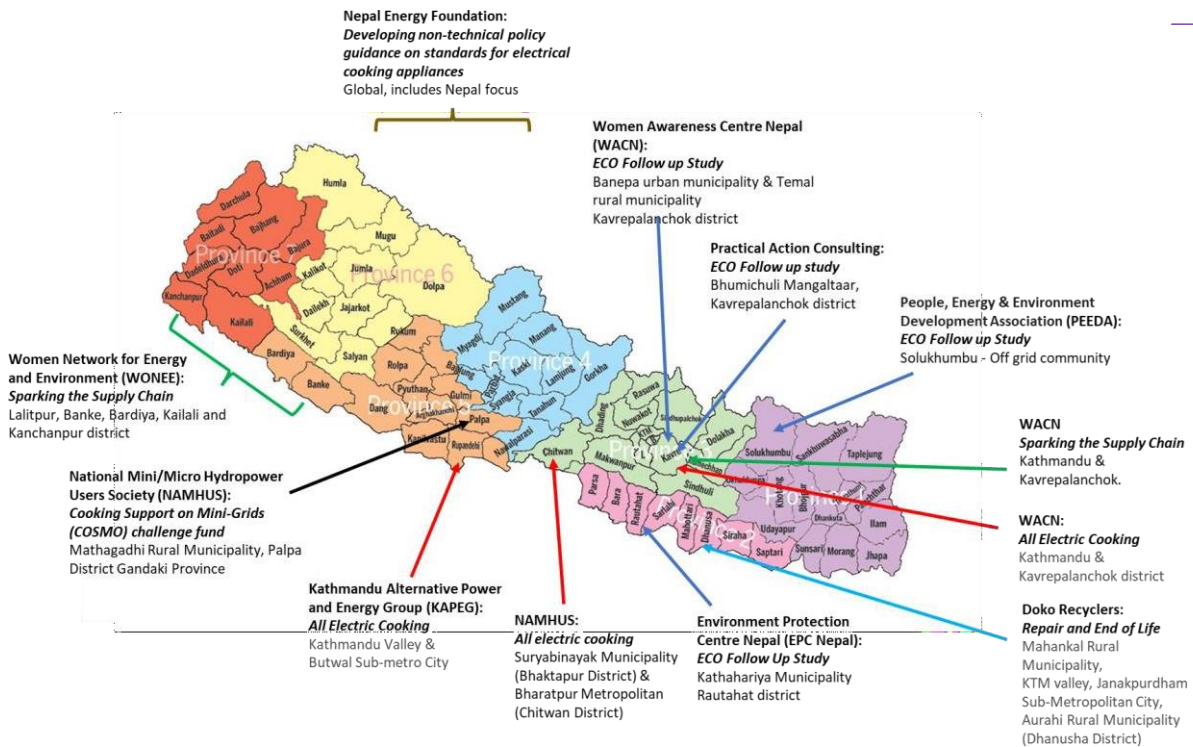 Nepal Energy Foundation:
Developing non-technical policy
guidance on standards for electrical
cooking appliances
Global, includes Nepal focus
Women Awareness Centre Nepal
(WACN):
ECO Follow up Study
Banepa urban municipality & Temal
rural municipality
Kavrepalanchok district
Practical Action Consulting:
ECO Follow up study
Bhumichuli Mangaltaar,
Kavrepalanchok district
People, Energy & Environment
Development Association (PEEDA):
ECO Follow up Study
Solukhumbu - Off grid community
Women Network for Energy
and Environment (WONEE):
Sparking the Supply Chain
Lalitpur, Banke, Bardiya, Kailali and
Kanchanpur district
National Mini/Micro Hydropower
Users Society (NAMHUS):
Cooking Support on Mini-Grids
(COSMO) challenge fund
Mathagadhi Rural Municipality, Palpa
District Gandaki Province
Kathmandu Alternative Power
and Energy Group (KAPEG):
All Electric Cooking
Kathmandu Valley &
Butwal Sub-metro City
NAMHUS:
All electric cooking
Suryabinayak Municipality
(Bhaktapur District) &
Bharatpur Metropolitan
(Chitwan District)
Environment Protection
Centre Nepal (EPC Nepal):
ECO Follow Up Study
Kathahariya Municipality
Rautahat district
WACN
Sparking the Supply Chain
Kathmandu &
Kavrepalanchok.
WACN:
All Electric Cooking
Kathmandu &
Kavrepalanchok district
Doko Recyclers:
Repair and End of Life
Mahankal Rural
Municipality,
KTM valley, Janakpurdham
Sub-Metropolitan City,
Aurahi Rural Municipality
(Dhanusha District)
Province 7
Darchula
Baitadi
Bajhang
Bajura
Dadeldhura
Doti
Achham
Kanchanpur
Kailali
Province 6
Humla
Mugu
Jumla
Kalikot
Dolpa
Dailekh
Jajarkot
Surkhet
Salyan
Rukum
Bardiya
Banke
Rolpa
Pyuthan
Dang
Gulmi
Palpa
Rupandehi
Province 4
Mustang
Manang
Myagdi
Baglung
Kaski
Lamjung
Gorkha
Syangja
Tanahun
Nawalparasi
Chitwan
Dhading
Rasuwa
Nuwakot
Sindhupalchok
Dolakha
Makwanpur
Sindhuli
Parsa
Bara
Rautahat
Sarlahi
Mahottari
Dhanusa
Siraha
Saptari
Province 1
Solukhumbu
Sankhuwasabha
Taplejung
Khotang
Bhojpur
Dhankuta
Udayapur
Sunsari
Morang
Jhapa
Ilam